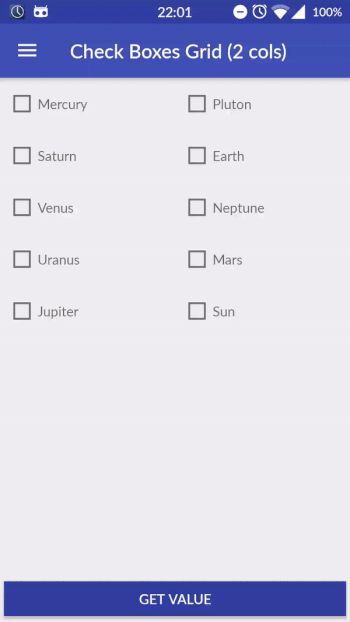 22:01
100%
Check Boxes Grid (2 cols)
Mercury
Pluton
Saturn
Earth
Venus
Neptune
Uranus
Mars
Jupiter
Sun
GET VALUE